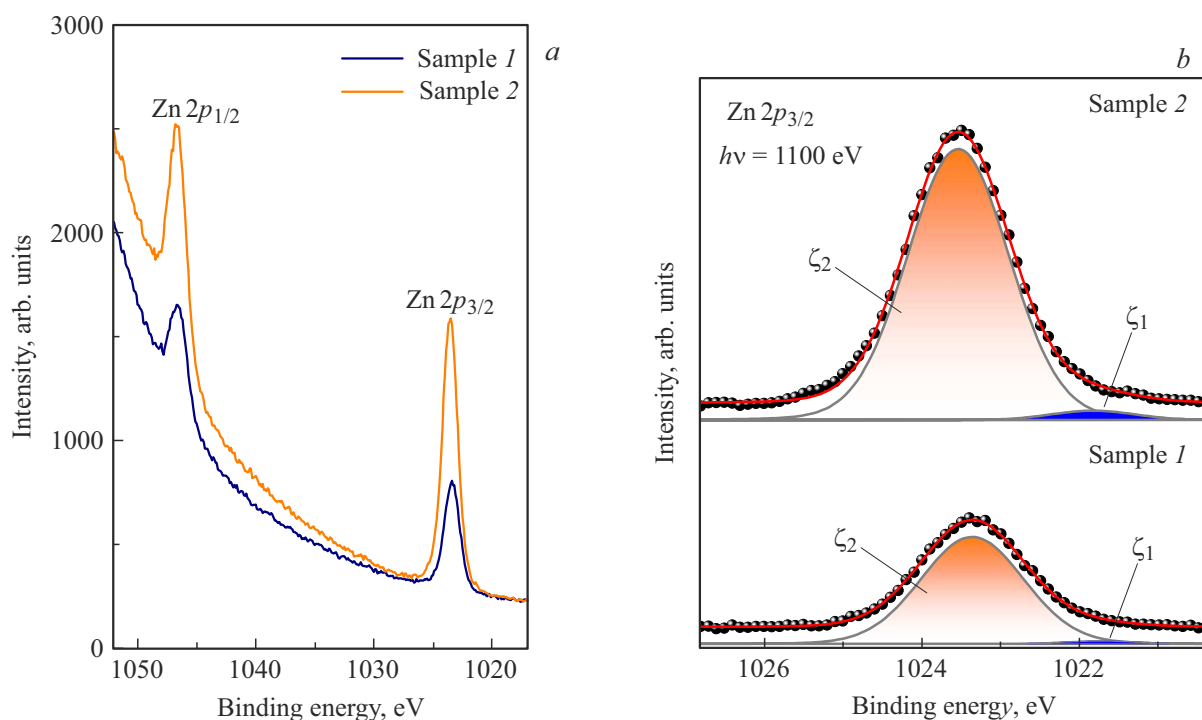 3000
2000
1000
0
1050
1040
1030
1020
Intensity, arb. units
Binding energy, eV
Sample 1
Sample 2
a
Zn 2p1/2
Zn 2p3/2
b
Zn 2p3/2
hν = 1100 eV
Sample 2
ζ2
ζ1
Sample 1
ζ2
ζ1
Intensity, arb. units
1026
1024
1022
Binding energy, eV